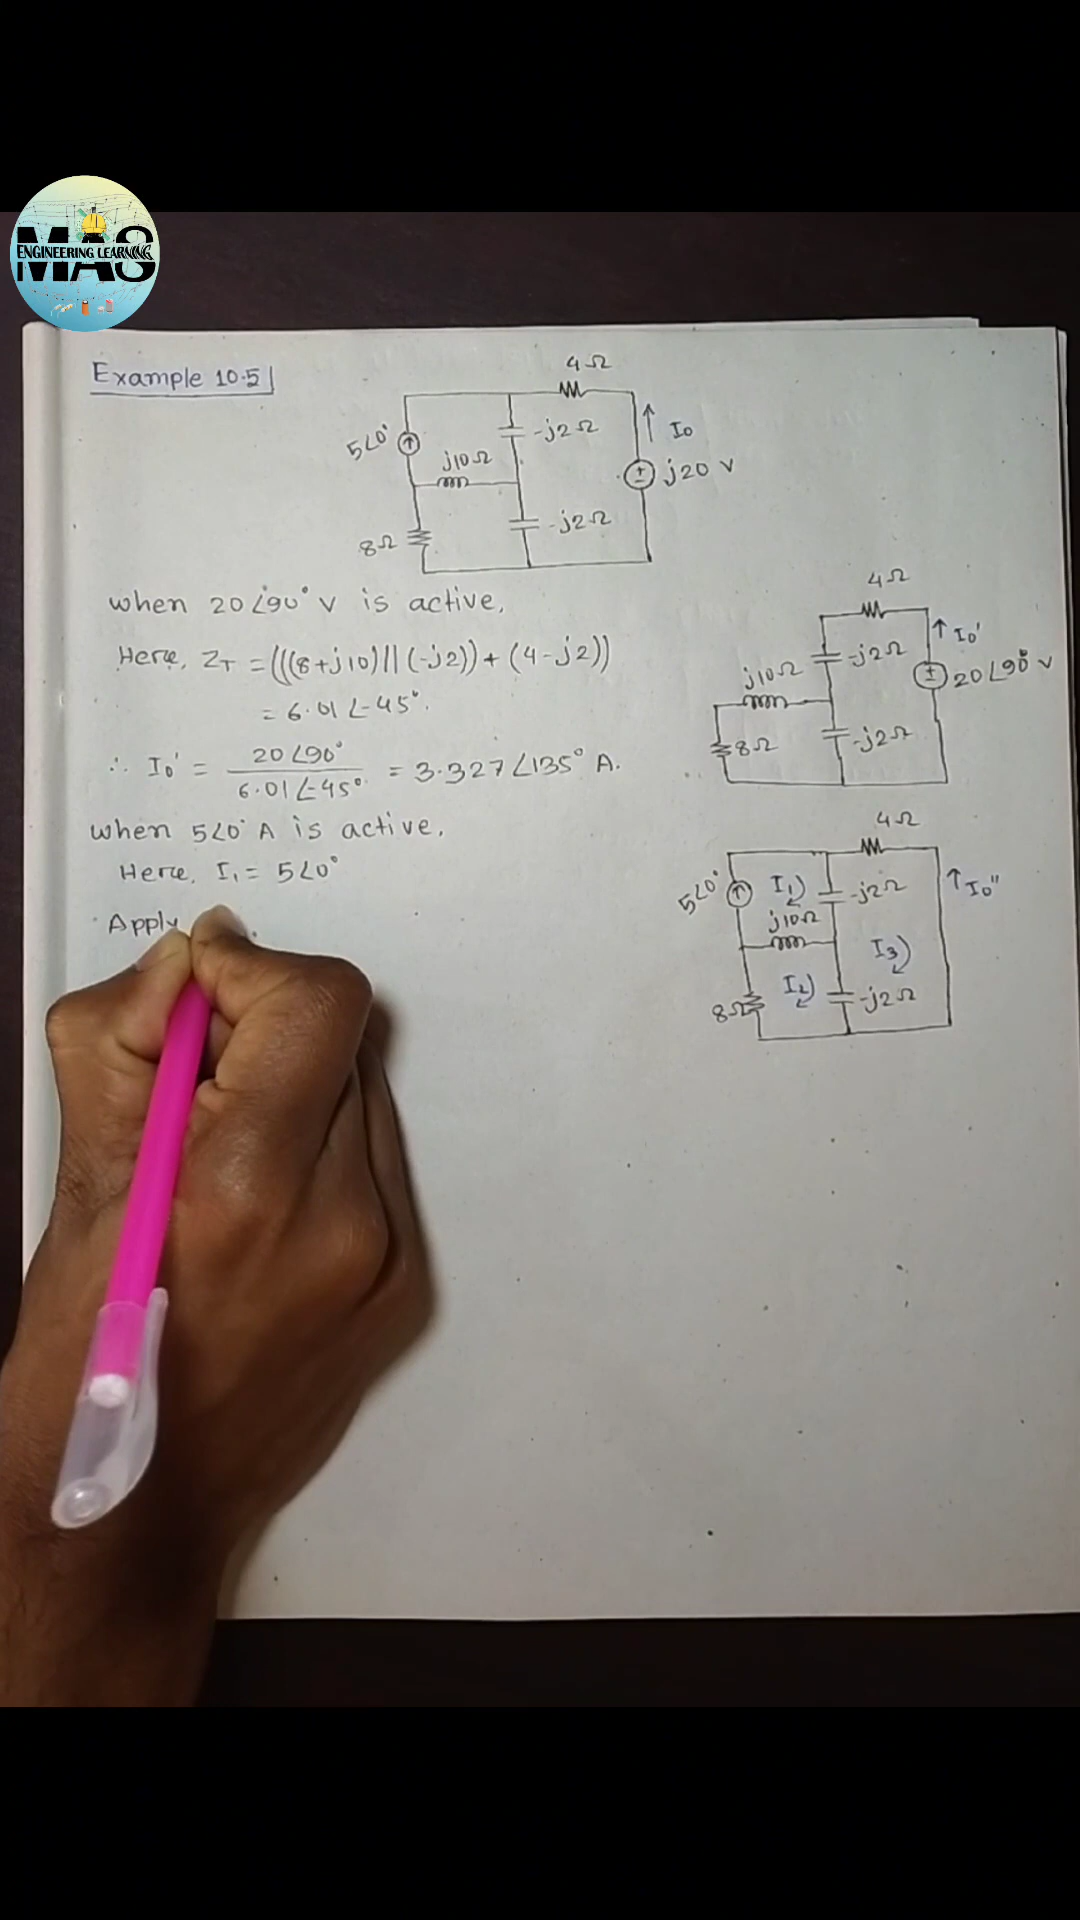 MAS
ENGINEERING LEARNING
Example 10.5
4Ω
5∠0°
-j2Ω
I₀
j10Ω
j20 V
-j2Ω
8Ω
when 20∠90° V is active,
Here, Z_T = (((8+j10)||(-j2))+(4-j2))
= 6.01∠-45°.
∴ I₀' = 20∠90° / 6.01∠-45° = 3.327∠135° A.
4Ω
-j2Ω
I₀'
j10Ω
20∠90° V
8Ω
-j2Ω
when 5∠0° A is active,
Here, I₁ = 5∠0°
Apply
4Ω
5∠0°
I₁
-j2Ω
I₀''
j10Ω
I₃
I₂
8Ω
-j2Ω